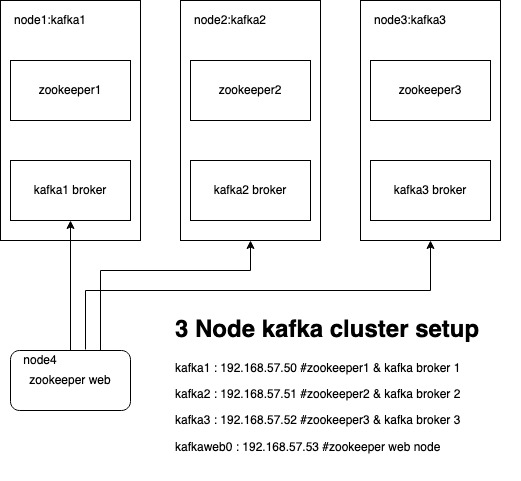 node1:kafka1
node2:kafka2
node3:kafka3
zookeeper1
zookeeper2
zookeeper3
kafka1 broker
kafka2 broker
kafka3 broker
3 Node kafka cluster setup
node4
zookeeper web
kafka1 : 192.168.57.50 #zookeeper1 & kafka broker 1
kafka2 : 192.168.57.51 #zookeeper2 & kafka broker 2
kafka3 : 192.168.57.52 #zookeeper3 & kafka broker 3
kafkaweb0 : 192.168.57.53 #zookeeper web node